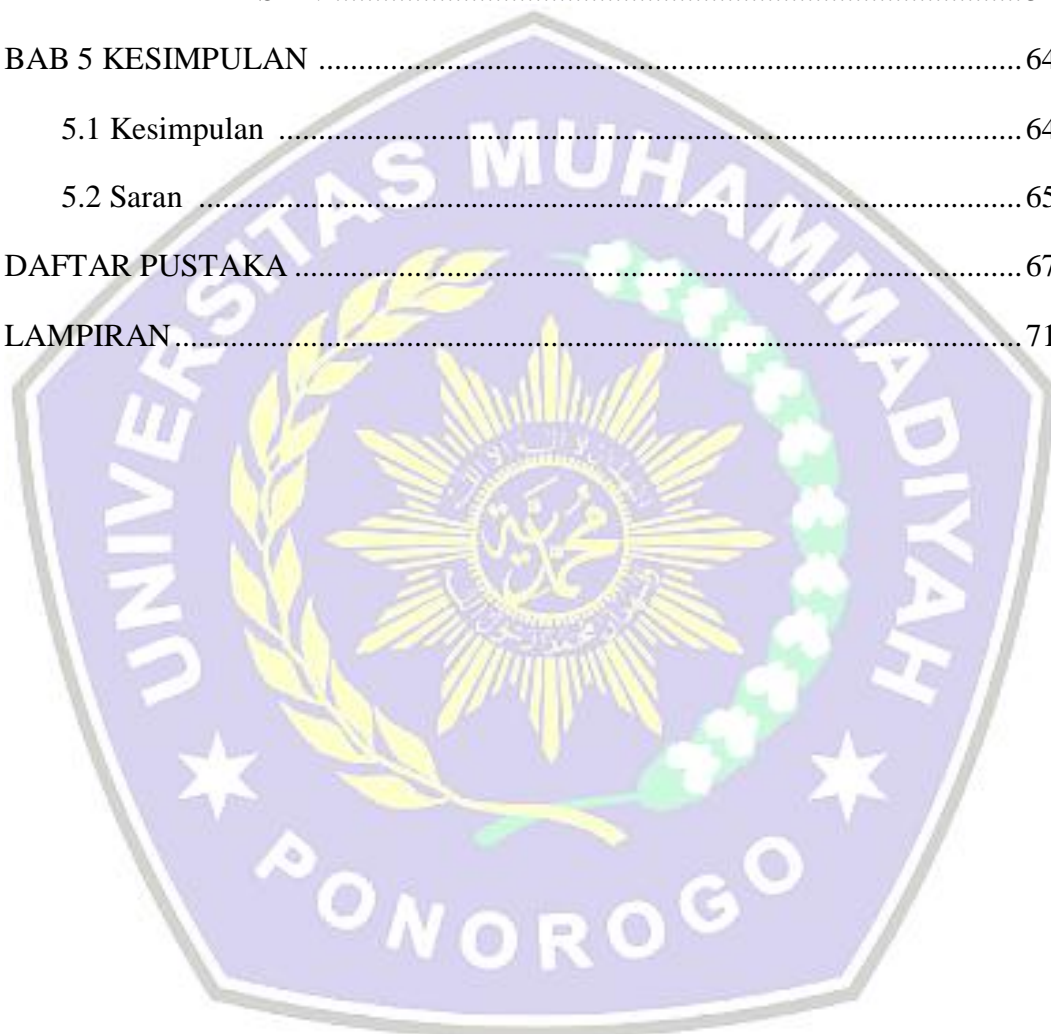 BAB 5 KESIMPULAN ........................................................................................ 64
5.1 Kesimpulan ............................................................................................. 64
5.2 Saran ....................................................................................................... 65
DAFTAR PUSTAKA ........................................................................................... 67
LAMPIRAN .......................................................................................................... 71
UNIVERSITAS MUHAMMADIYAH
PONOROGO